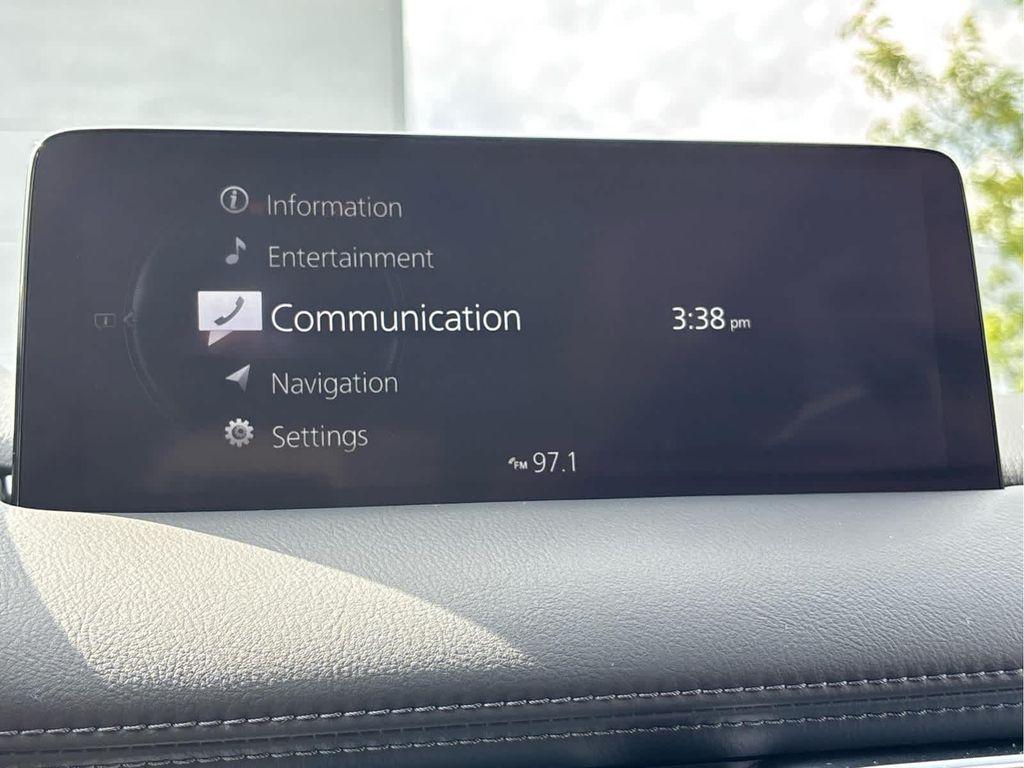 Information
Entertainment
Communication
3:38 pm
Navigation
Settings
FM 97.1